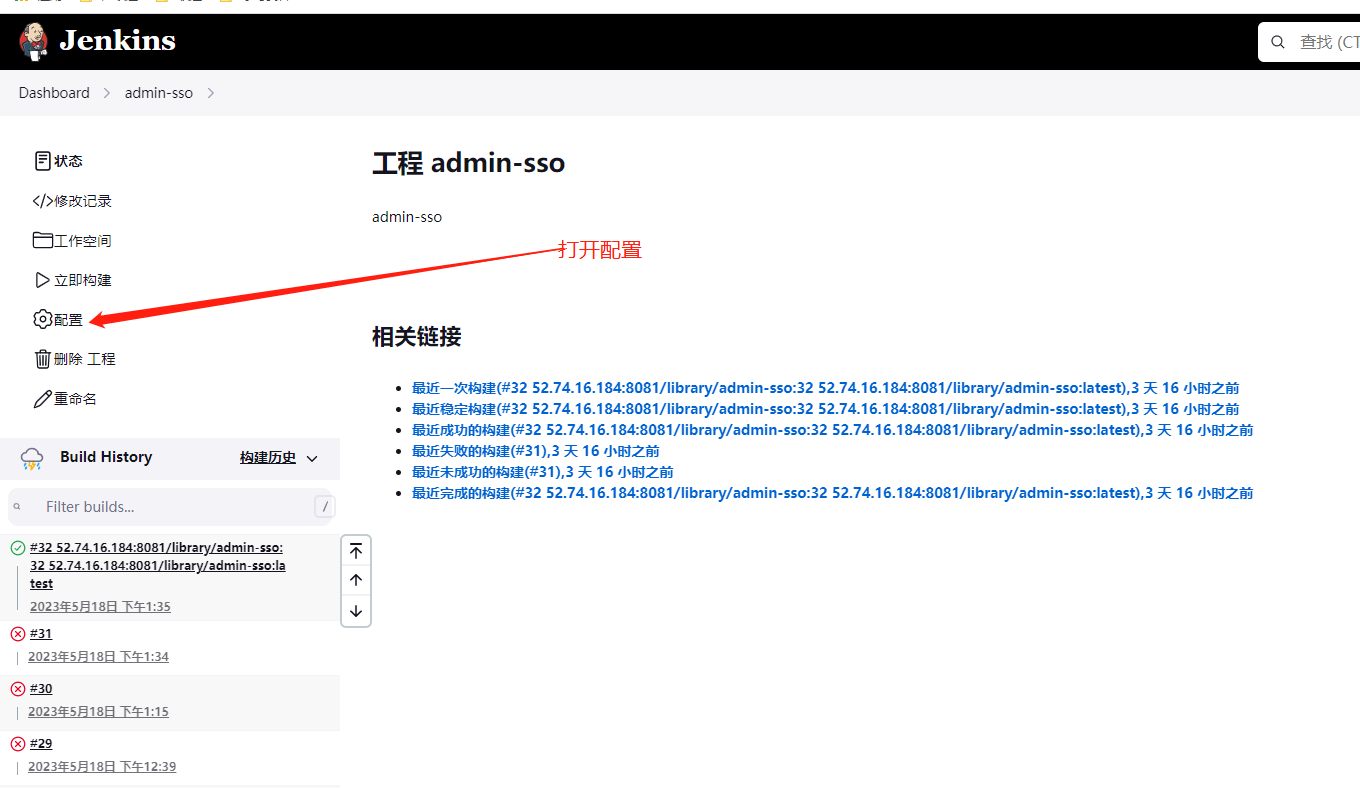 Jenkins
查找 (CT
Dashboard
admin-sso
状态
修改记录
工作空间
立即构建
配置
删除 工程
重命名
工程 admin-sso
admin-sso
打开配置
相关链接
最近一次构建(#32 52.74.16.184:8081/library/admin-sso:32 52.74.16.184:8081/library/admin-sso:latest),3 天 16 小时之前
最近稳定构建(#32 52.74.16.184:8081/library/admin-sso:32 52.74.16.184:8081/library/admin-sso:latest),3 天 16 小时之前
最近成功的构建(#32 52.74.16.184:8081/library/admin-sso:32 52.74.16.184:8081/library/admin-sso:latest),3 天 16 小时之前
最近失败的构建(#31),3 天 16 小时之前
最近未成功的构建(#31),3 天 16 小时之前
最近完成的构建(#32 52.74.16.184:8081/library/admin-sso:32 52.74.16.184:8081/library/admin-sso:latest),3 天 16 小时之前
Build History
构建历史
Filter builds...
/
#32 52.74.16.184:8081/library/admin-sso:
32 52.74.16.184:8081/library/admin-sso:la
test
2023年5月18日 下午1:35
#31
2023年5月18日 下午1:34
#30
2023年5月18日 下午1:15
#29
2023年5月18日 下午12:39